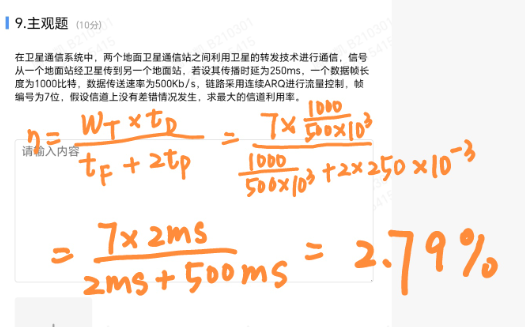 9.主观题 (10分)
在卫星通信系统中，两个地面卫星通信站之间利用卫星的转发技术进行通信，信号
从一个地面站经卫星传到另一个地面站，若设其传播时延为250ms，一个数据帧长
度为1000比特，数据传送速率为500Kb/s，链路采用连续ARQ进行流量控制，帧
编号为7位，假设信道上没有差错情况发生，求最大的信道利用率。
η = (W_T × t_D) / (t_F + 2t_P) = (7 × 1000/(500×10³)) / (1000/(500×10³) + 2×250×10⁻³)
请输入内容
= (7×2ms) / (2ms + 500ms) = 2.79%